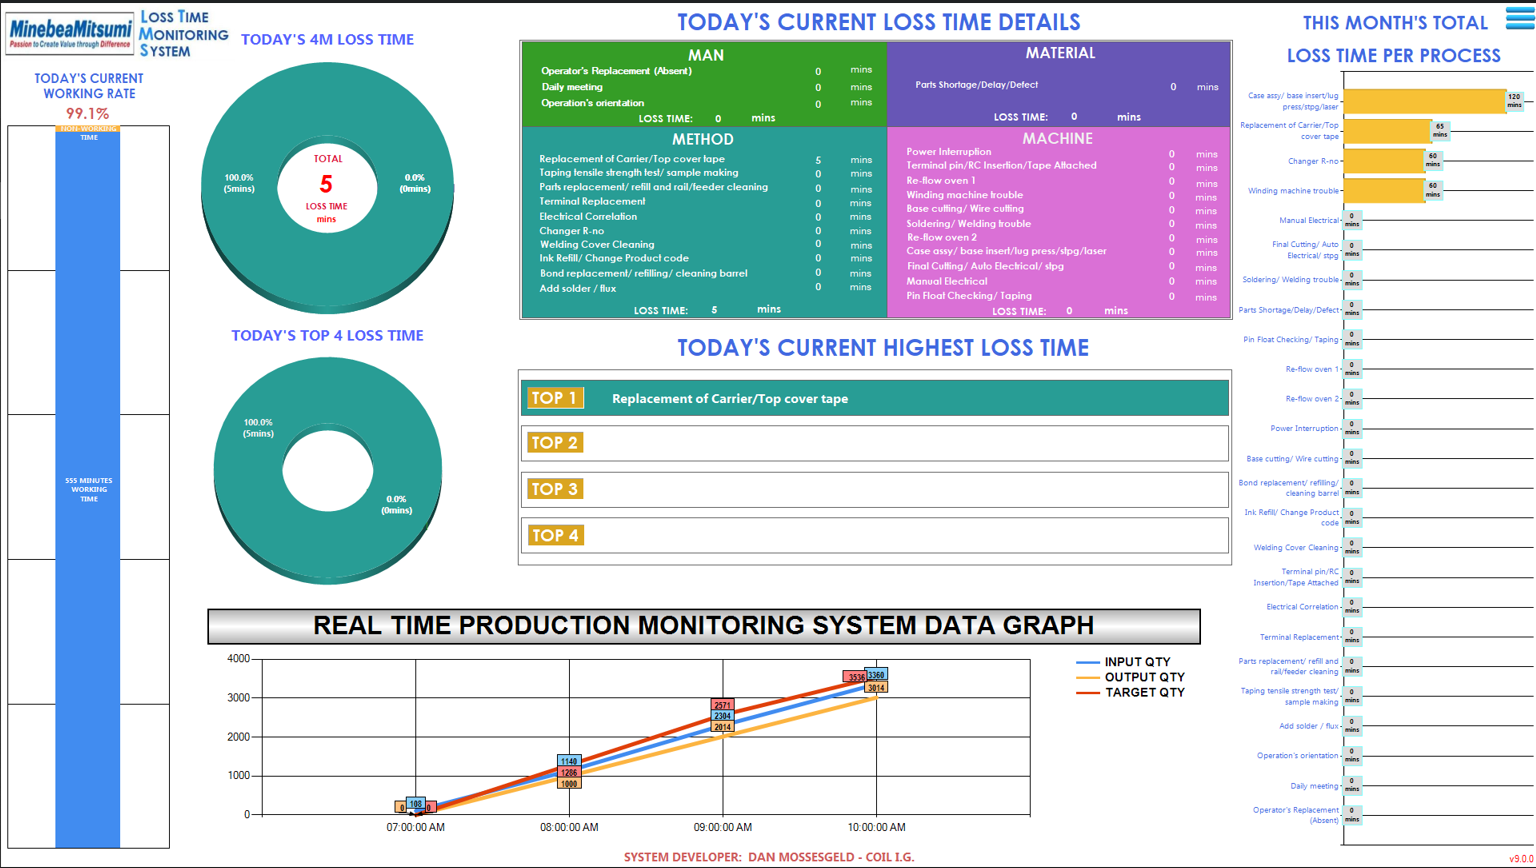 MinebeaMitsumi
Passion to Create Value through Difference
LOSS TIME
MONITORING
SYSTEM
TODAY'S CURRENT
WORKING RATE
99.1%
NON-WORKING
TIME
555 MINUTES
WORKING
TIME
TODAY'S 4M LOSS TIME
100.0%
(5mins)
TOTAL
5
LOSS TIME
mins
0.0%
(0mins)
TODAY'S TOP 4 LOSS TIME
100.0%
(5mins)
0.0%
(0mins)
TODAY'S CURRENT LOSS TIME DETAILS
MAN
Operator's Replacement (Absent) 0 mins
Daily meeting 0 mins
Operation's orientation 0 mins
LOSS TIME: 0 mins
MATERIAL
Parts Shortage/Delay/Defect 0 mins
LOSS TIME: 0 mins
METHOD
Replacement of Carrier/Top cover tape 5 mins
Taping tensile strength test/ sample making 0 mins
Parts replacement/ refill and rail/feeder cleaning 0 mins
Terminal Replacement 0 mins
Electrical Correlation 0 mins
Changer R-no 0 mins
Welding Cover Cleaning 0 mins
Ink Refill/ Change Product code 0 mins
Bond replacement/ refilling/ cleaning barrel 0 mins
Add solder / flux 0 mins
LOSS TIME: 5 mins
MACHINE
Power Interruption 0 mins
Terminal pin/RC Insertion/Tape Attached 0 mins
Re-flow oven 1 0 mins
Winding machine trouble 0 mins
Base cutting/ Wire cutting 0 mins
Soldering/ Welding trouble 0 mins
Re-flow oven 2 0 mins
Case assy/ base insert/lug press/stpg/laser 0 mins
Final Cutting/ Auto Electrical/ stpg 0 mins
Manual Electrical 0 mins
Pin Float Checking/ Taping 0 mins
LOSS TIME: 0 mins
TODAY'S CURRENT HIGHEST LOSS TIME
TOP 1 Replacement of Carrier/Top cover tape
TOP 2
TOP 3
TOP 4
REAL TIME PRODUCTION MONITORING SYSTEM DATA GRAPH
4000
3000
2000
1000
0
0 108 0
1140
1286
1000
2571
2304
2014
3536 3360
3014
07:00:00 AM 08:00:00 AM 09:00:00 AM 10:00:00 AM
INPUT QTY
OUTPUT QTY
TARGET QTY
SYSTEM DEVELOPER: DAN MOSSESGELD - COIL I.G.
THIS MONTH'S TOTAL
LOSS TIME PER PROCESS
Case assy/ base insert/lug
press/stpg/laser
120
mins
Replacement of Carrier/Top
cover tape
65
mins
Changer R-no
60
mins
Winding machine trouble
60
mins
Manual Electrical
0
mins
Final Cutting/ Auto
Electrical/ stpg
0
mins
Soldering/ Welding trouble
0
mins
Parts Shortage/Delay/Defect
0
mins
Pin Float Checking/ Taping
0
mins
Re-flow oven 1
0
mins
Re-flow oven 2
0
mins
Power Interruption
0
mins
Base cutting/ Wire cutting
0
mins
Bond replacement/ refilling/
cleaning barrel
0
mins
Ink Refill/ Change Product
code
0
mins
Welding Cover Cleaning
0
mins
Terminal pin/RC
Insertion/Tape Attached
0
mins
Electrical Correlation
0
mins
Terminal Replacement
0
mins
Parts replacement/ refill and
rail/feeder cleaning
0
mins
Taping tensile strength test/
sample making
0
mins
Add solder / flux
0
mins
Operation's orientation
0
mins
Daily meeting
0
mins
Operator's Replacement
(Absent)
0
mins
v9.0.0